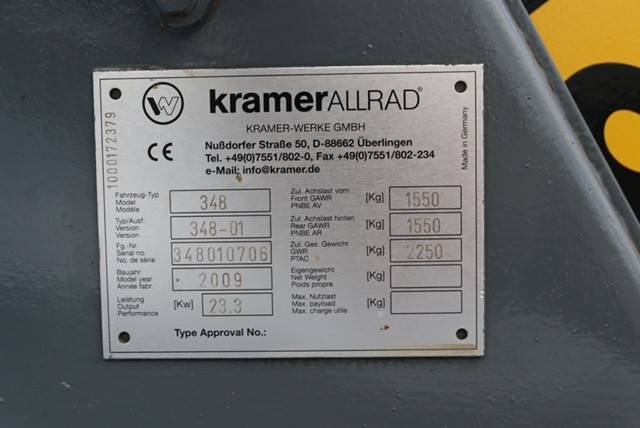 kramerALLRAD®
KRAMER-WERKE GMBH
Nußdorfer Straße 50, D-88662 Überlingen
Tel. +49(0)7551/802-0, Fax +49(0)7551/802-234
e-Mail: info@kramer.de
CE
1000172379
Made in Germany
Fahrzeug-Typ
Model
Modèle
348
Typ/Ausf.
Version
Version
348-01
Fg.-Nr.
Serial no.
No. de série
348010706
Baujahr
Model year
Année fabr.
2009
Leistung
Output
Performance
[Kw] 23.3
Zul. Achslast vorn
Front GAWR
PNBE AV
[Kg] 1550
Zul. Achslast hinten
Rear GAWR
PNBE AR
[Kg] 1550
Zul. Ges. Gewicht
GWR
PTAC
[Kg] 2250
Eigengewicht
Net Weight
Poids propre
[Kg]
Max. Nutzlast
Max. payload
Max. charge utile
[Kg]
Type Approval No.: